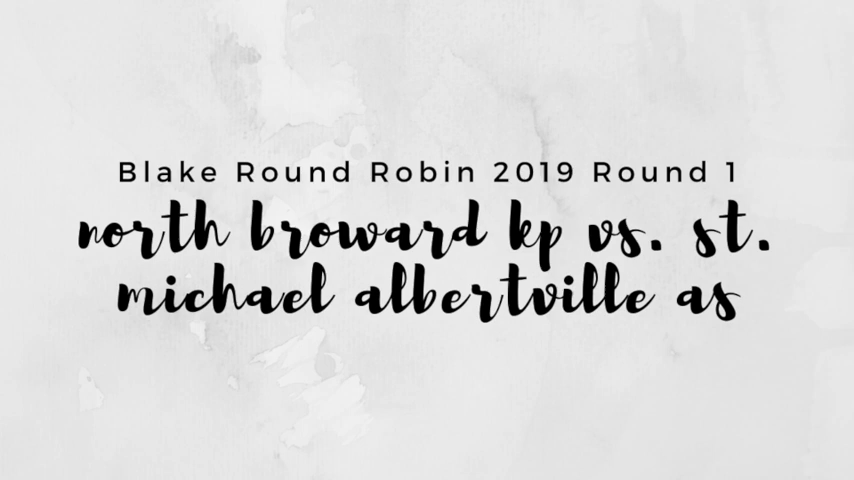 Blake Round Robin 2019 Round 1
north broward kp vs. st.
michael albertville as